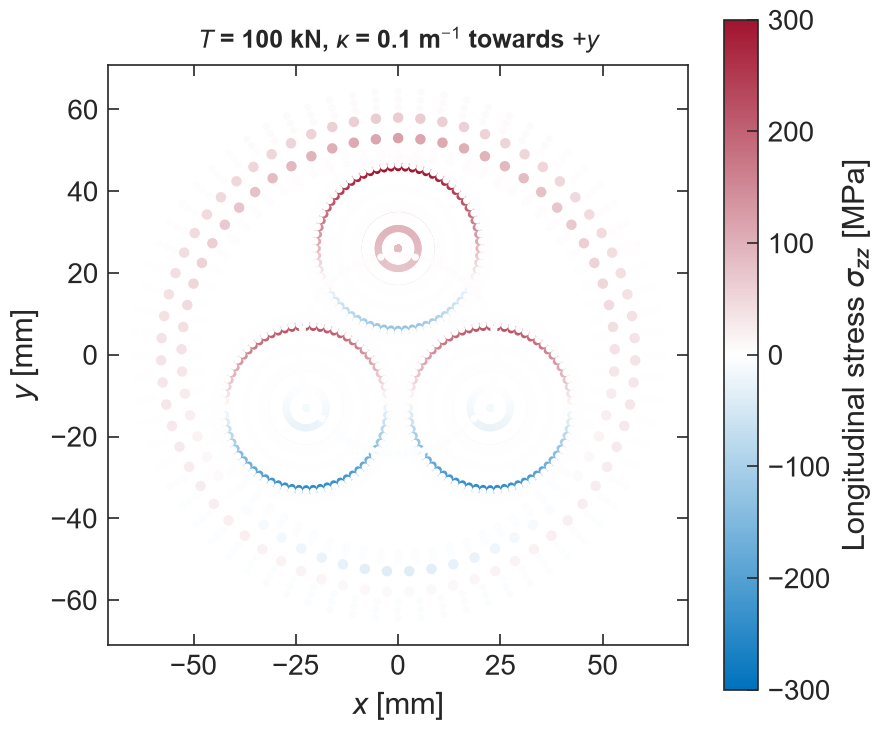 T = 100 kN, κ = 0.1 m⁻¹ towards +y
300
200
100
0
−100
−200
−300
Longitudinal stress σzz [MPa]
60
40
20
0
−20
−40
−60
y [mm]
−50 −25 0 25 50
x [mm]